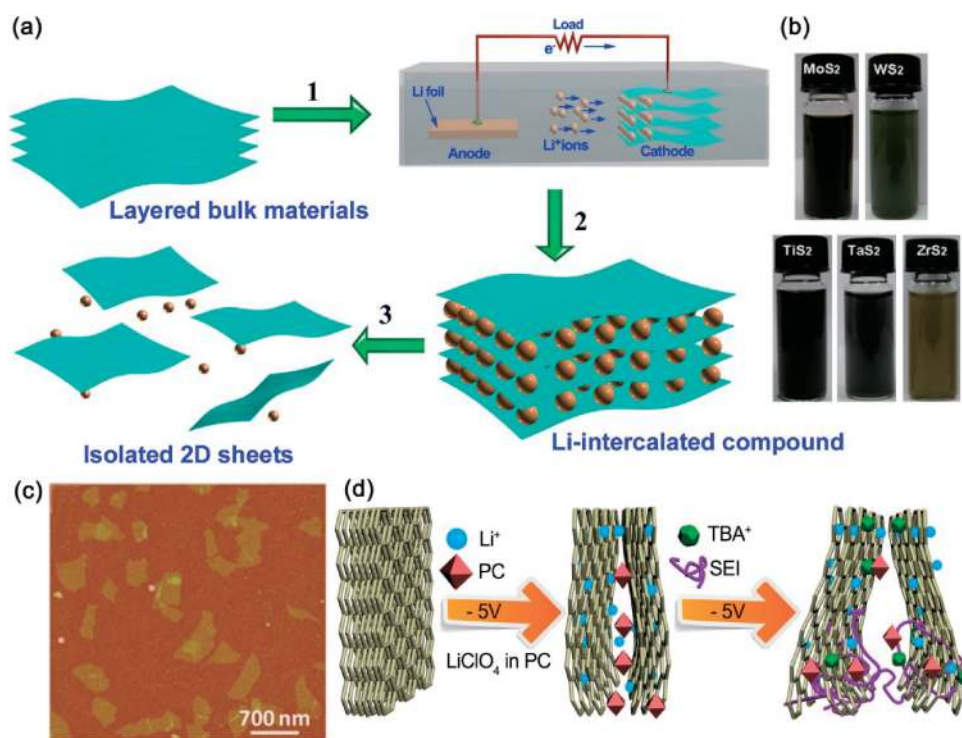 (a)
Layered bulk materials
1
Load
e-
Li foil
Anode
Li+ions
Cathode
2
3
Isolated 2D sheets
Li-intercalated compound
(b)
MoS2
WS2
TiS2
TaS2
ZrS2
(c)
700 nm
(d)
Li+
PC
- 5V
LiClO4 in PC
TBA+
SEI
- 5V